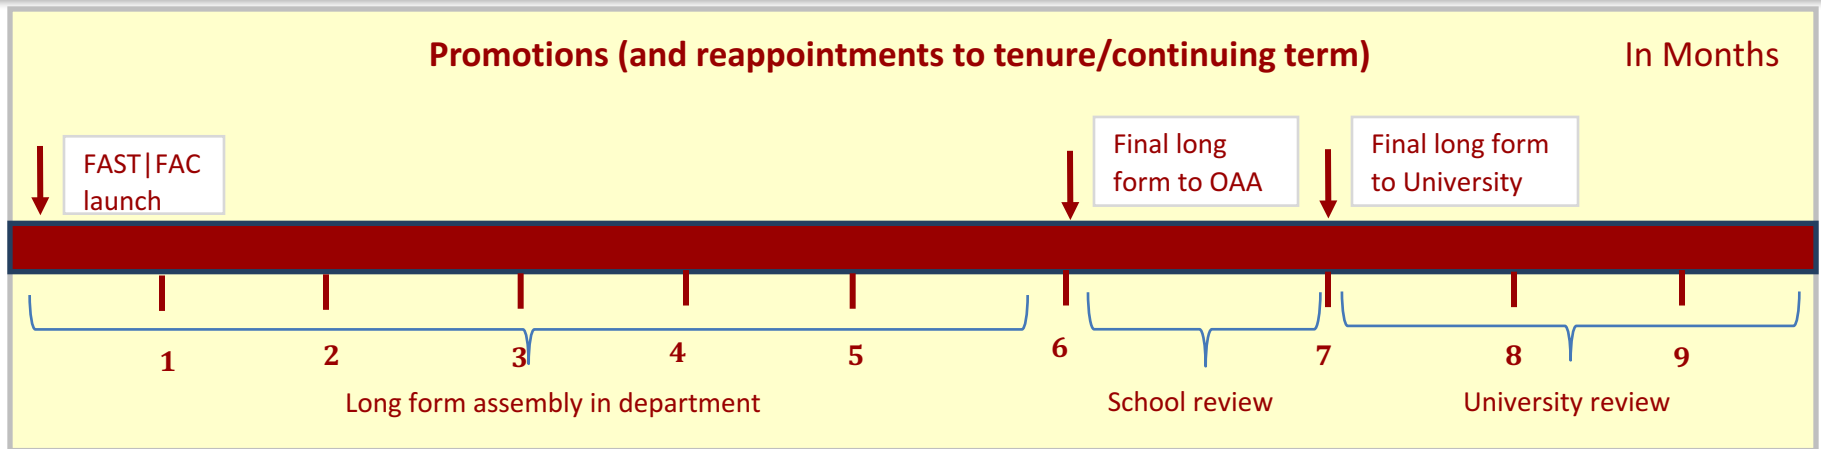 Promotions (and reappointments to tenure/continuing term)
In Months
FAST|FAC
launch
Final long
form to OAA
Final long form
to University
1
2
3
4
5
6
7
8
9
Long form assembly in department
School review
University review